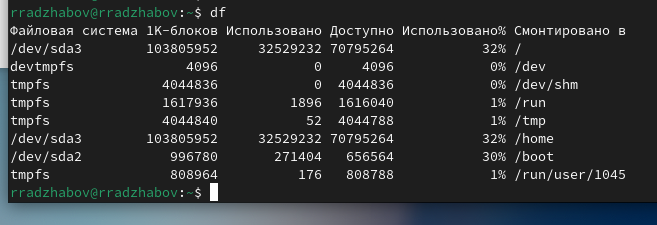 rradzhabov@rradzhabov:~$ df
Файловая система 1K-блоков Использовано Доступно Использовано% Смонтировано в
/dev/sda3 103805952 32529232 70795264 32% /
devtmpfs 4096 0 4096 0% /dev
tmpfs 4044836 0 4044836 0% /dev/shm
tmpfs 1617936 1896 1616040 1% /run
tmpfs 4044840 52 4044788 1% /tmp
/dev/sda3 103805952 32529232 70795264 32% /home
/dev/sda2 996780 271404 656564 30% /boot
tmpfs 808964 176 808788 1% /run/user/1045
rradzhabov@rradzhabov:~$